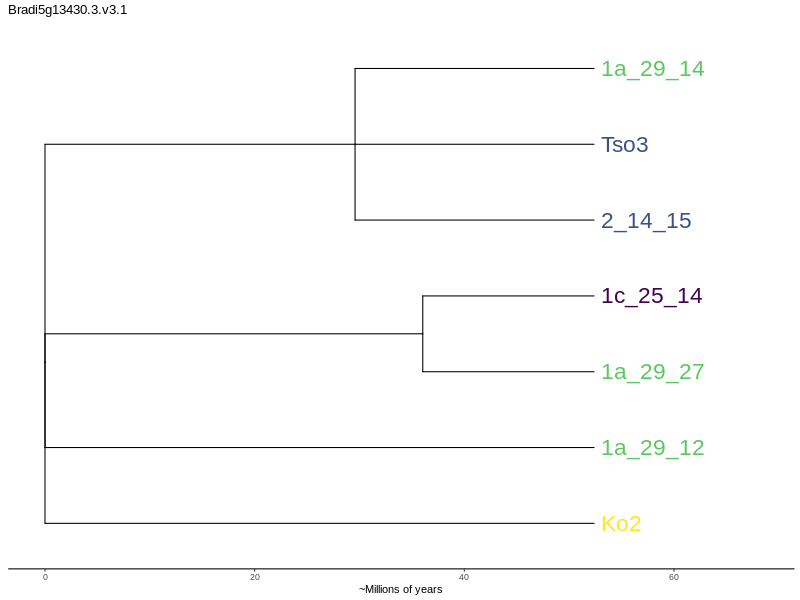 Bradi5g13430.3.v3.1
1a_29_14
Tso3
2_14_15
1c_25_14
1a_29_27
1a_29_12
Ko2
0 20 40 60
~Millions of years